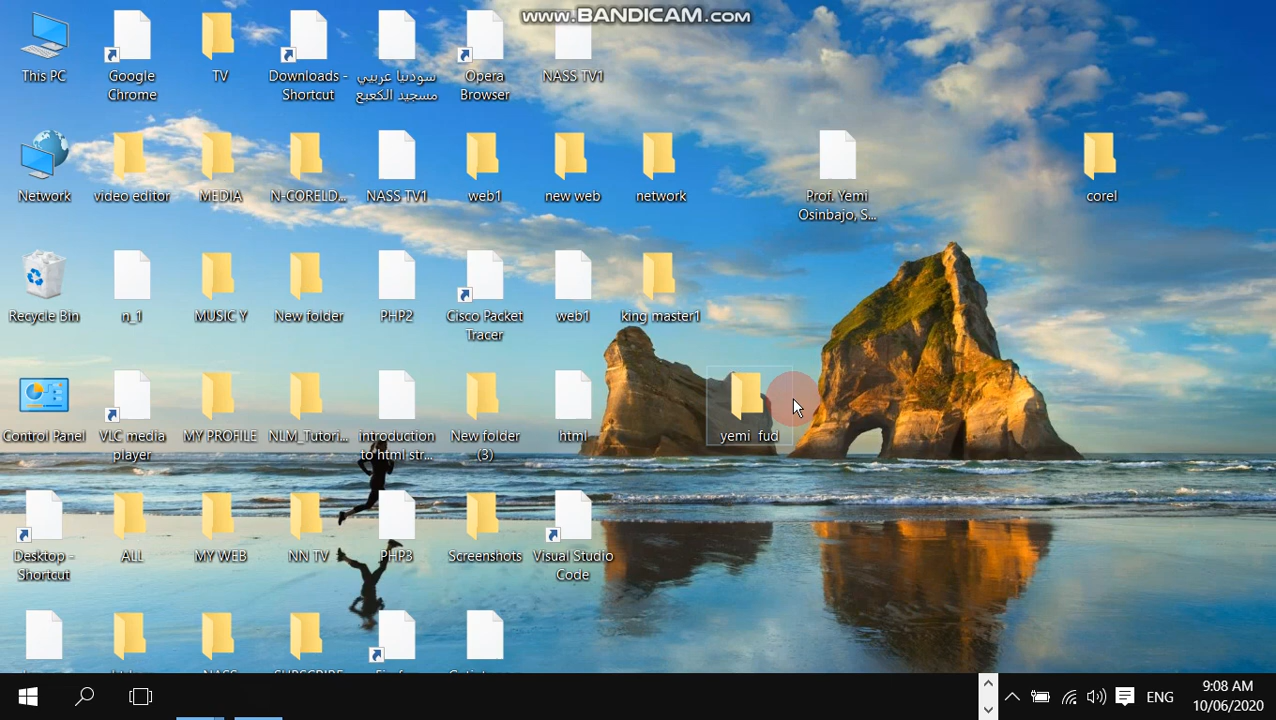 www.BANDICAM.com
This PC
Google
Chrome
TV
Downloads -
Shortcut
سودبيا عربيي
مسجيد الكعبع
Opera
Browser
NASS TV1
Network
video editor
MEDIA
N-CORELD...
NASS TV1
web1
new web
network
Prof. Yemi
Osinbajo, S...
corel
Recycle Bin
n_1
MUSIC Y
New folder
PHP2
Cisco Packet
Tracer
web1
king master1
Control Panel
VLC media
player
MY PROFILE
NLM_Tutori...
introduction
to html str...
New folder
(3)
html
yemi fud
Desktop -
Shortcut
ALL
MY WEB
NN TV
PHP3
Screenshots
Visual Studio
Code
ENG
9:08 AM
10/06/2020